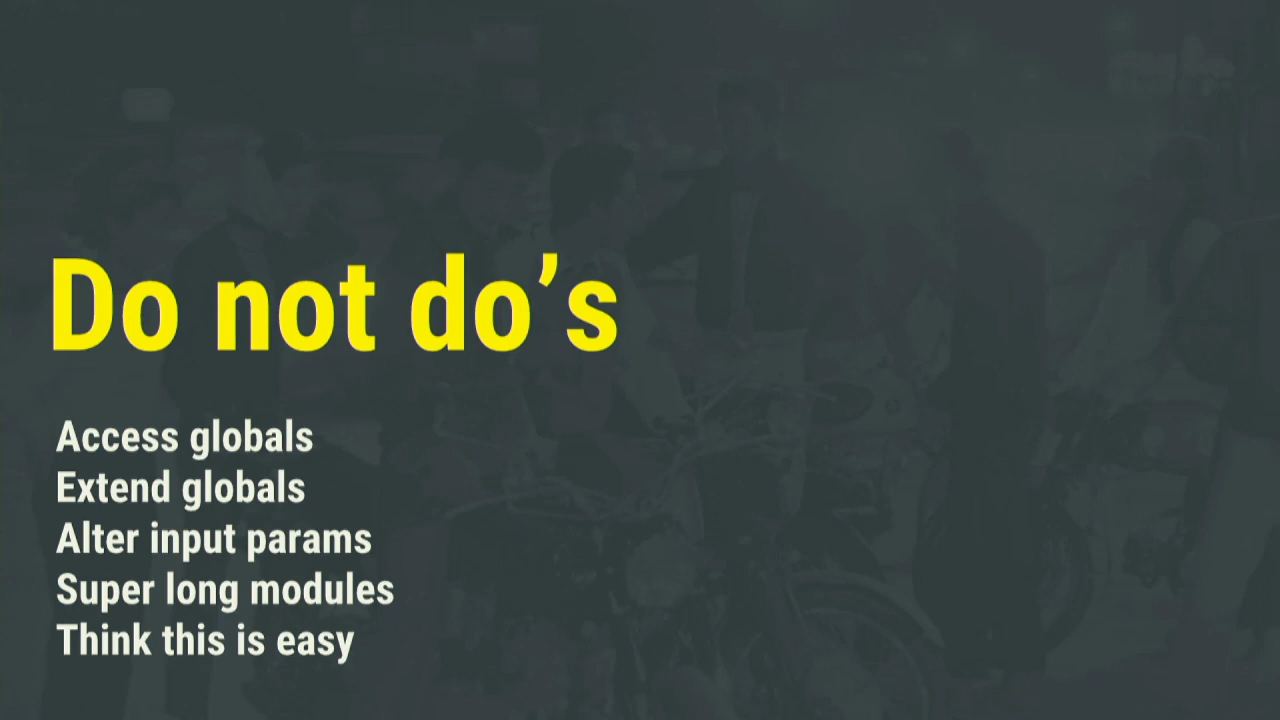 Do not do’s
Access globals
Extend globals
Alter input params
Super long modules
Think this is easy